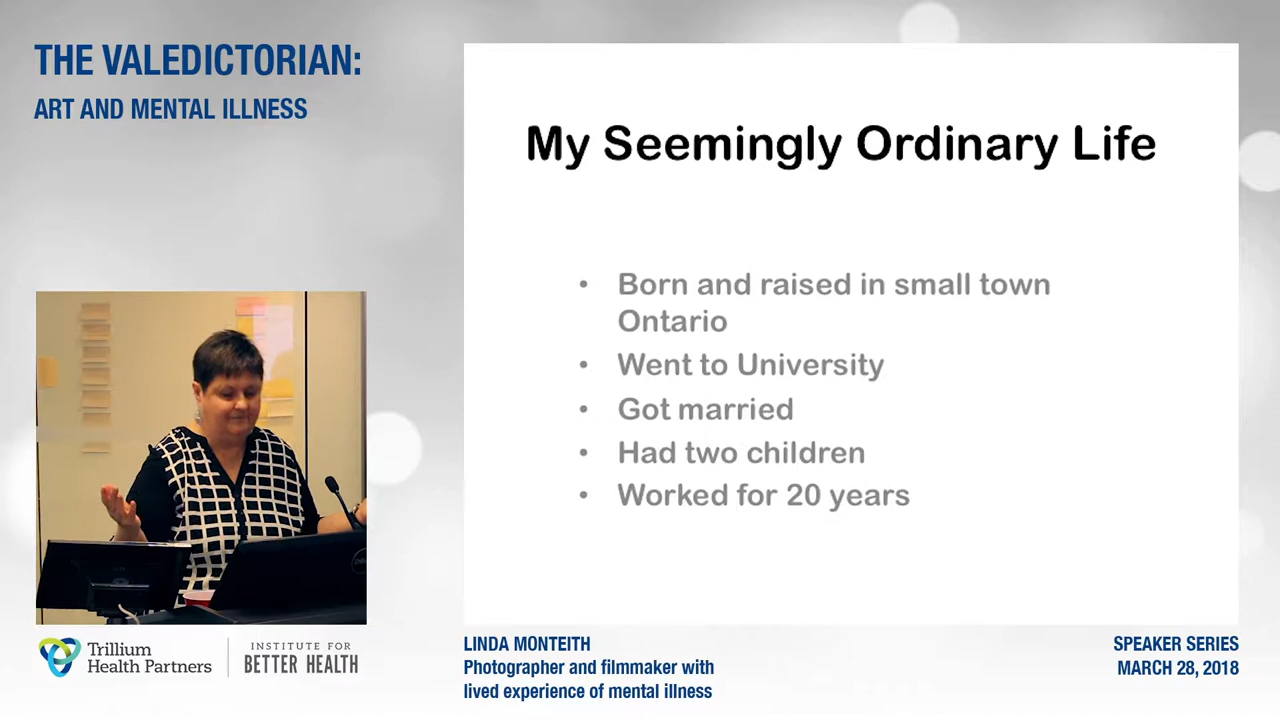 THE VALEDICTORIAN:
ART AND MENTAL ILLNESS
My Seemingly Ordinary Life
• Born and raised in small town
Ontario
• Went to University
• Got married
• Had two children
• Worked for 20 years
Trillium
Health Partners
INSTITUTE FOR
BETTER HEALTH
LINDA MONTEITH
Photographer and filmmaker with
lived experience of mental illness
SPEAKER SERIES
MARCH 28, 2018